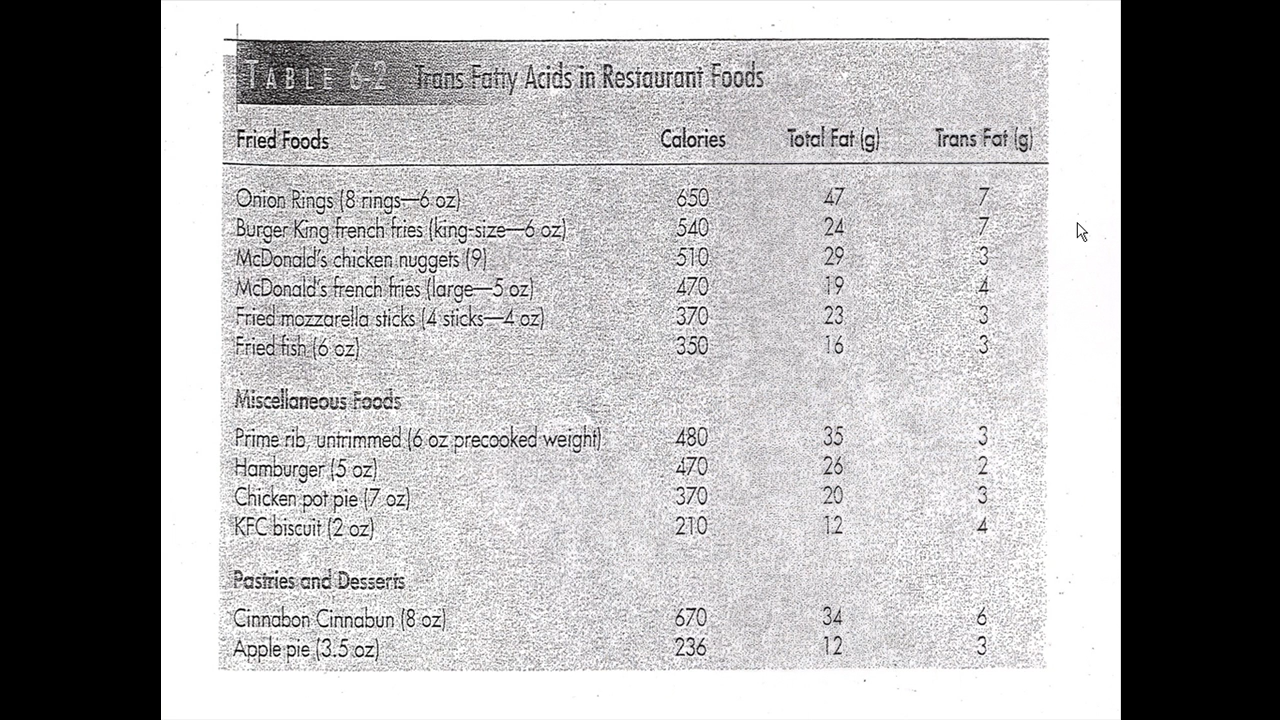 TABLE 6-2 Trans Fatty Acids in Restaurant Foods
Fried Foods Calories Total Fat (g) Trans Fat (g)
Onion Rings (8 rings—6 oz) 650 47 7
Burger King french fries (king-size—6 oz) 540 24 7
McDonald's chicken nuggets (9) 510 29 3
McDonald's french fries (large—5 oz) 470 19 4
Fried mozzarella sticks (4 sticks—4 oz) 370 23 3
Fried fish (6 oz) 350 16 3
Miscellaneous Foods
Prime rib, untrimmed (6 oz precooked weight) 480 35 3
Hamburger (5 oz) 470 26 2
Chicken pot pie (7 oz) 370 20 3
KFC biscuit (2 oz) 210 12 4
Pastries and Desserts
Cinnabon Cinnabun (8 oz) 670 34 6
Apple pie (3.5 oz) 236 12 3